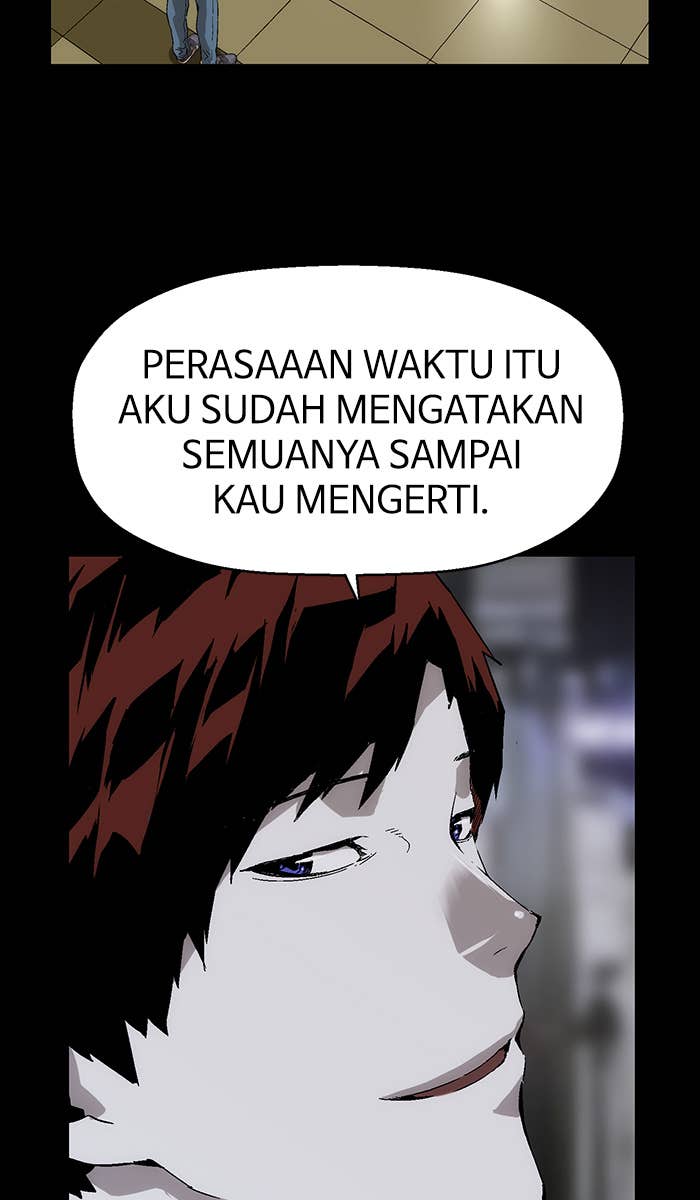 PERASAAAN WAKTU ITU
AKU SUDAH MENGATAKAN
SEMUANYA SAMPAI
KAU MENGERTI.